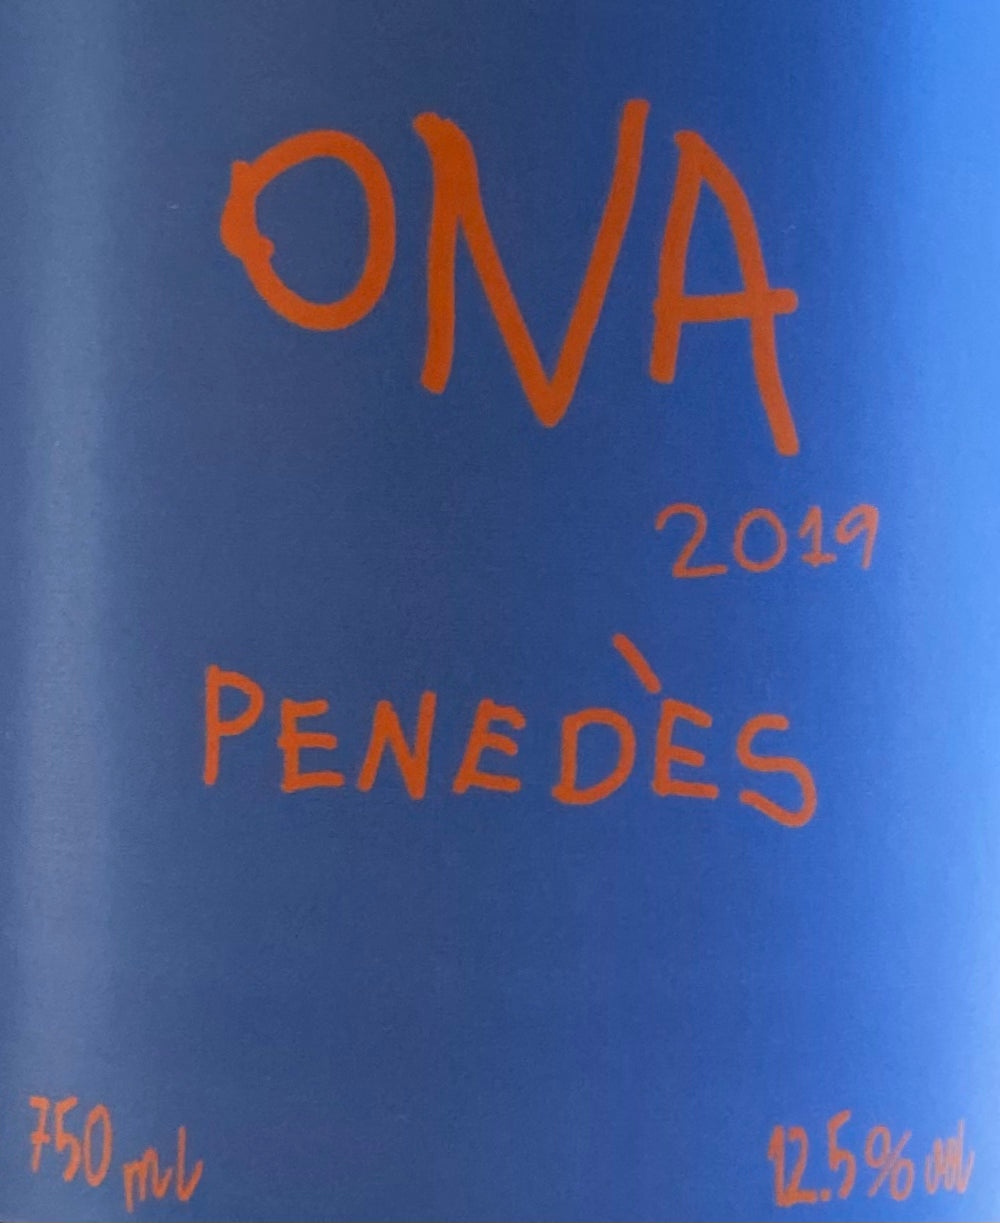 ONA
2019
PENEDÈS
750 ml
12.5% vol